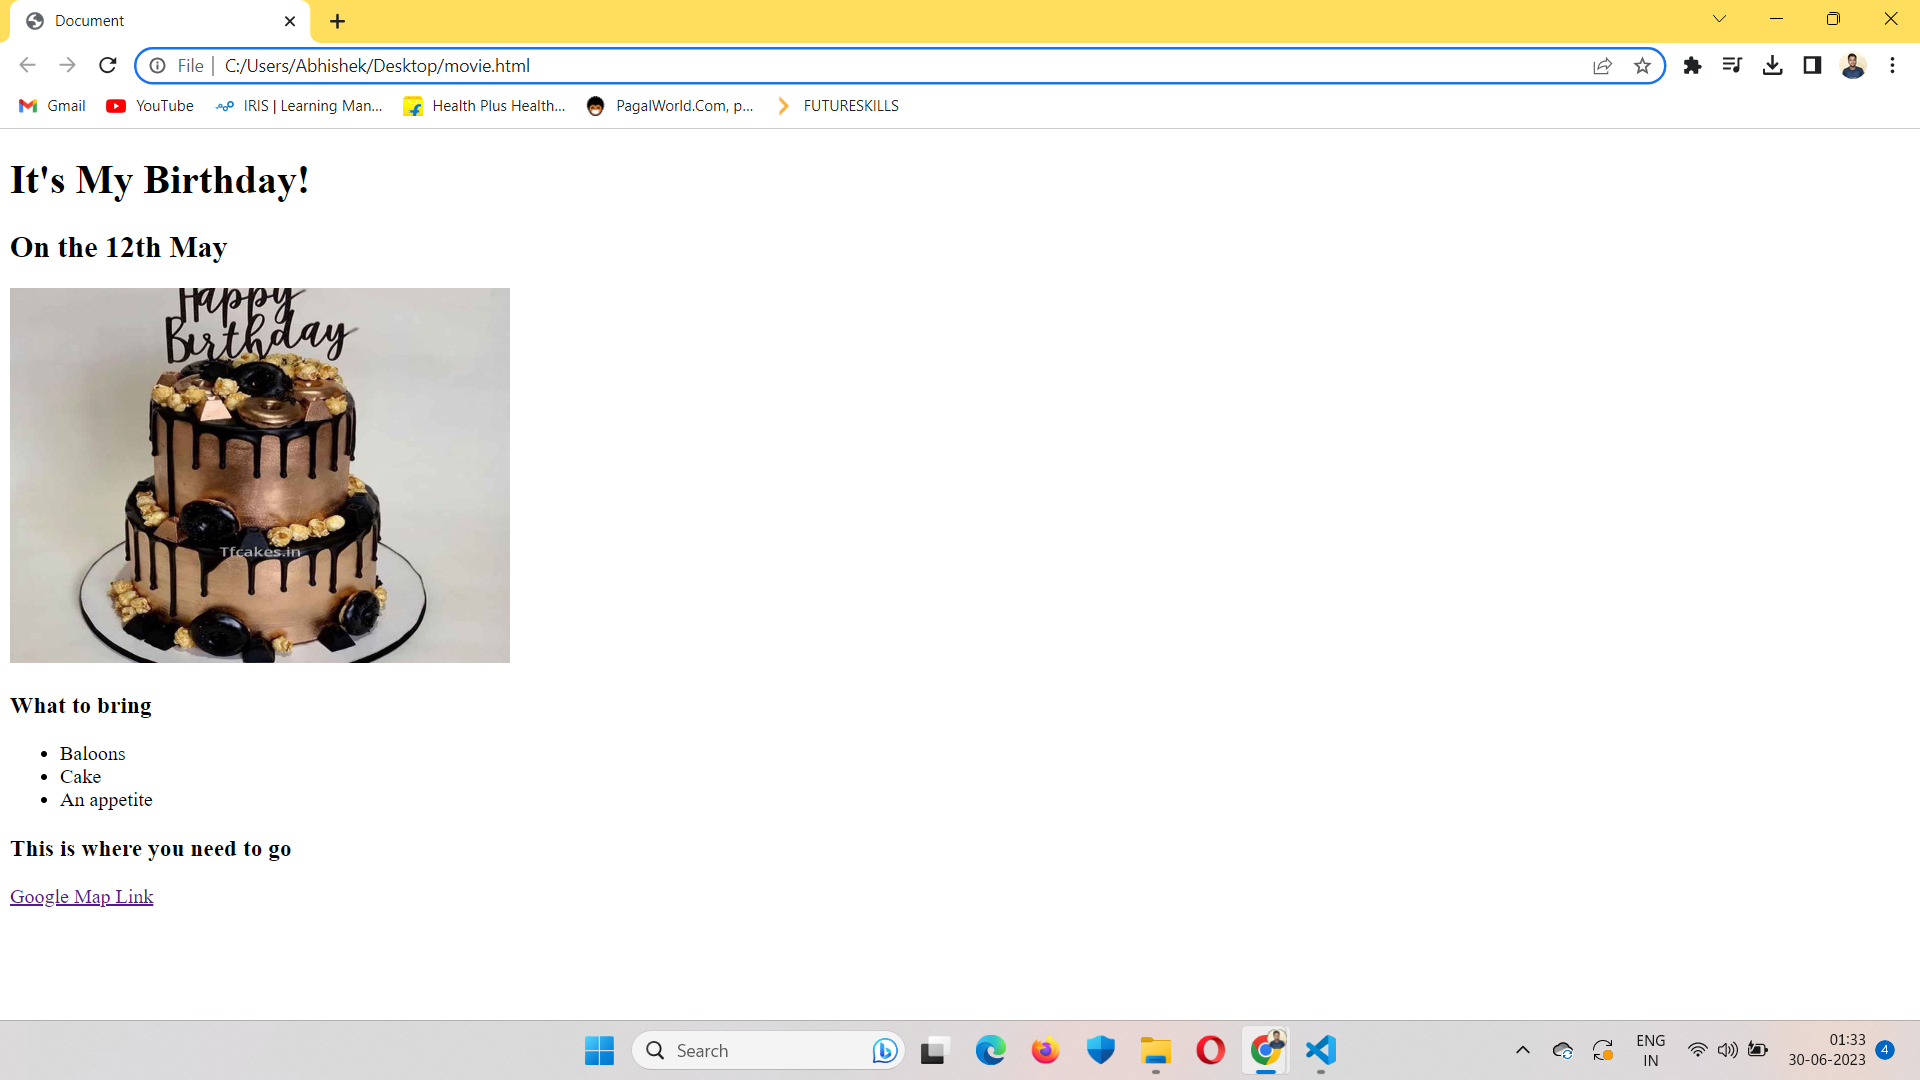 Document
File C:/Users/Abhishek/Desktop/movie.html
Gmail YouTube IRIS | Learning Man... Health Plus Health... PagalWorld.Com, p... FUTURESKILLS
It's My Birthday!
On the 12th May
Happy
Birthday
Tfcakes.in
What to bring
Baloons
Cake
An appetite
This is where you need to go
Google Map Link
Search
ENG
IN
01:33
30-06-2023
4